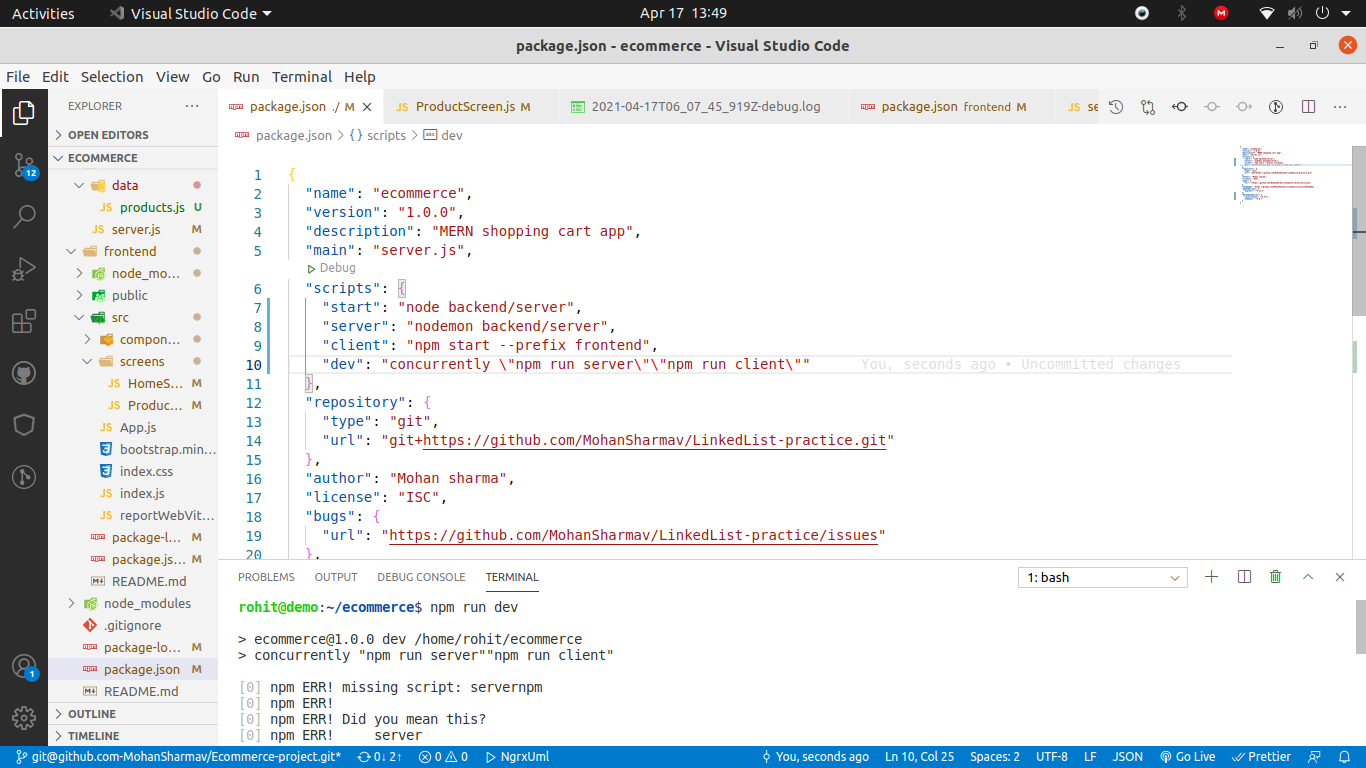 Activities Visual Studio Code Apr 17 13:49
package.json - ecommerce - Visual Studio Code
File Edit Selection View Go Run Terminal Help
EXPLORER
OPEN EDITORS
ECOMMERCE
data
JS products.js U
JS server.js M
frontend
node_mo...
public
src
compon...
screens
JS HomeS... M
JS Produc... M
JS App.js
bootstrap.min...
index.css
JS index.js
JS reportWebVit...
package-l... M
package.js... M
README.md
node_modules
.gitignore
package-lo... M
package.json M
README.md
OUTLINE
TIMELINE
12
1
package.json ./ M
JS ProductScreen.js M
2021-04-17T06_07_45_919Z-debug.log
package.json frontend M
JS se
package.json > {} scripts > dev
1 {
2 "name": "ecommerce",
3 "version": "1.0.0",
4 "description": "MERN shopping cart app",
5 "main": "server.js",
Debug
6 "scripts": {
7 "start": "node backend/server",
8 "server": "nodemon backend/server",
9 "client": "npm start --prefix frontend",
10 "dev": "concurrently \"npm run server\"\"npm run client\"" You, seconds ago • Uncommitted changes
11 },
12 "repository": {
13 "type": "git",
14 "url": "git+https://github.com/MohanSharmav/LinkedList-practice.git"
15 },
16 "author": "Mohan sharma",
17 "license": "ISC",
18 "bugs": {
19 "url": "https://github.com/MohanSharmav/LinkedList-practice/issues"
20 },
PROBLEMS OUTPUT DEBUG CONSOLE TERMINAL 1: bash
rohit@demo:~/ecommerce$ npm run dev
> ecommerce@1.0.0 dev /home/rohit/ecommerce
> concurrently "npm run server""npm run client"
[0] npm ERR! missing script: servernpm
[0] npm ERR!
[0] npm ERR! Did you mean this?
[0] npm ERR! server
git@github.com-MohanSharmav/Ecommerce-project.git* 0↓ 2↑ 0 0 NgrxUml You, seconds ago Ln 10, Col 25 Spaces: 2 UTF-8 LF JSON Go Live Prettier